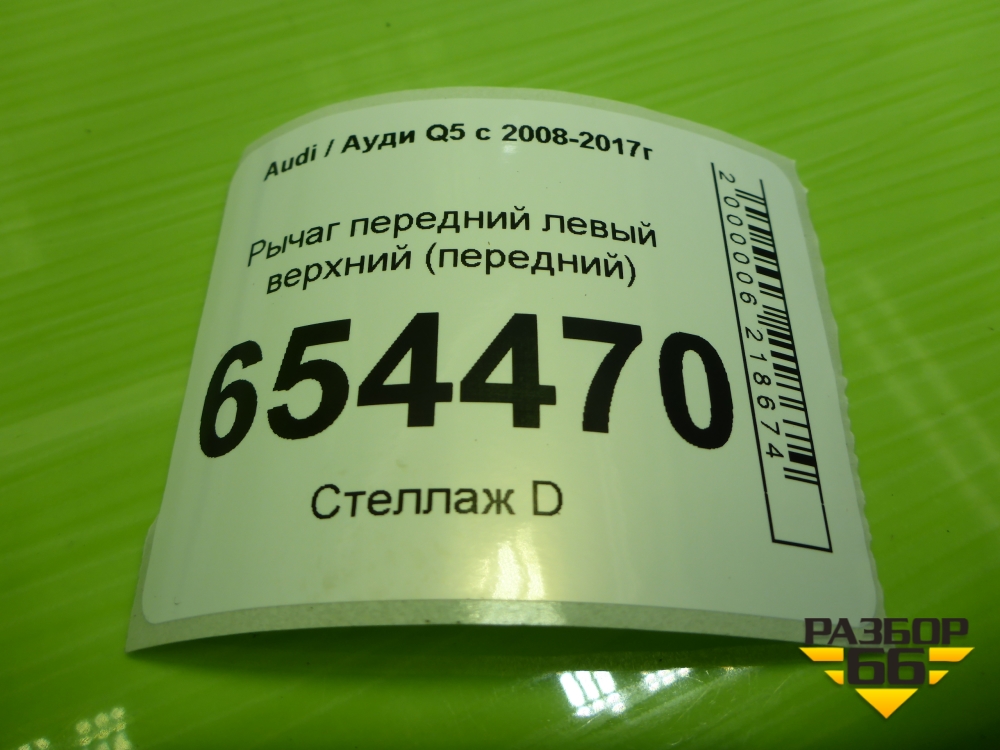 Audi / Ауди Q5 с 2008-2017г
Рычаг передний левый
верхний (передний)
654470
Стеллаж D
2000006218674
РАЗБОР
66